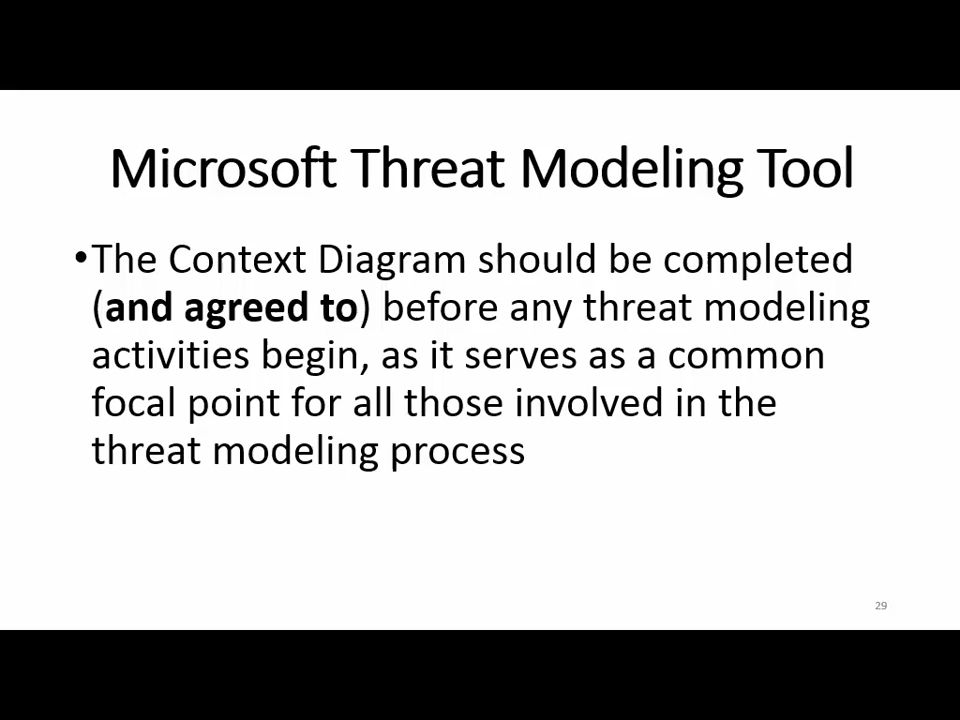 Microsoft Threat Modeling Tool
•The Context Diagram should be completed
(and agreed to) before any threat modeling
activities begin, as it serves as a common
focal point for all those involved in the
threat modeling process
29